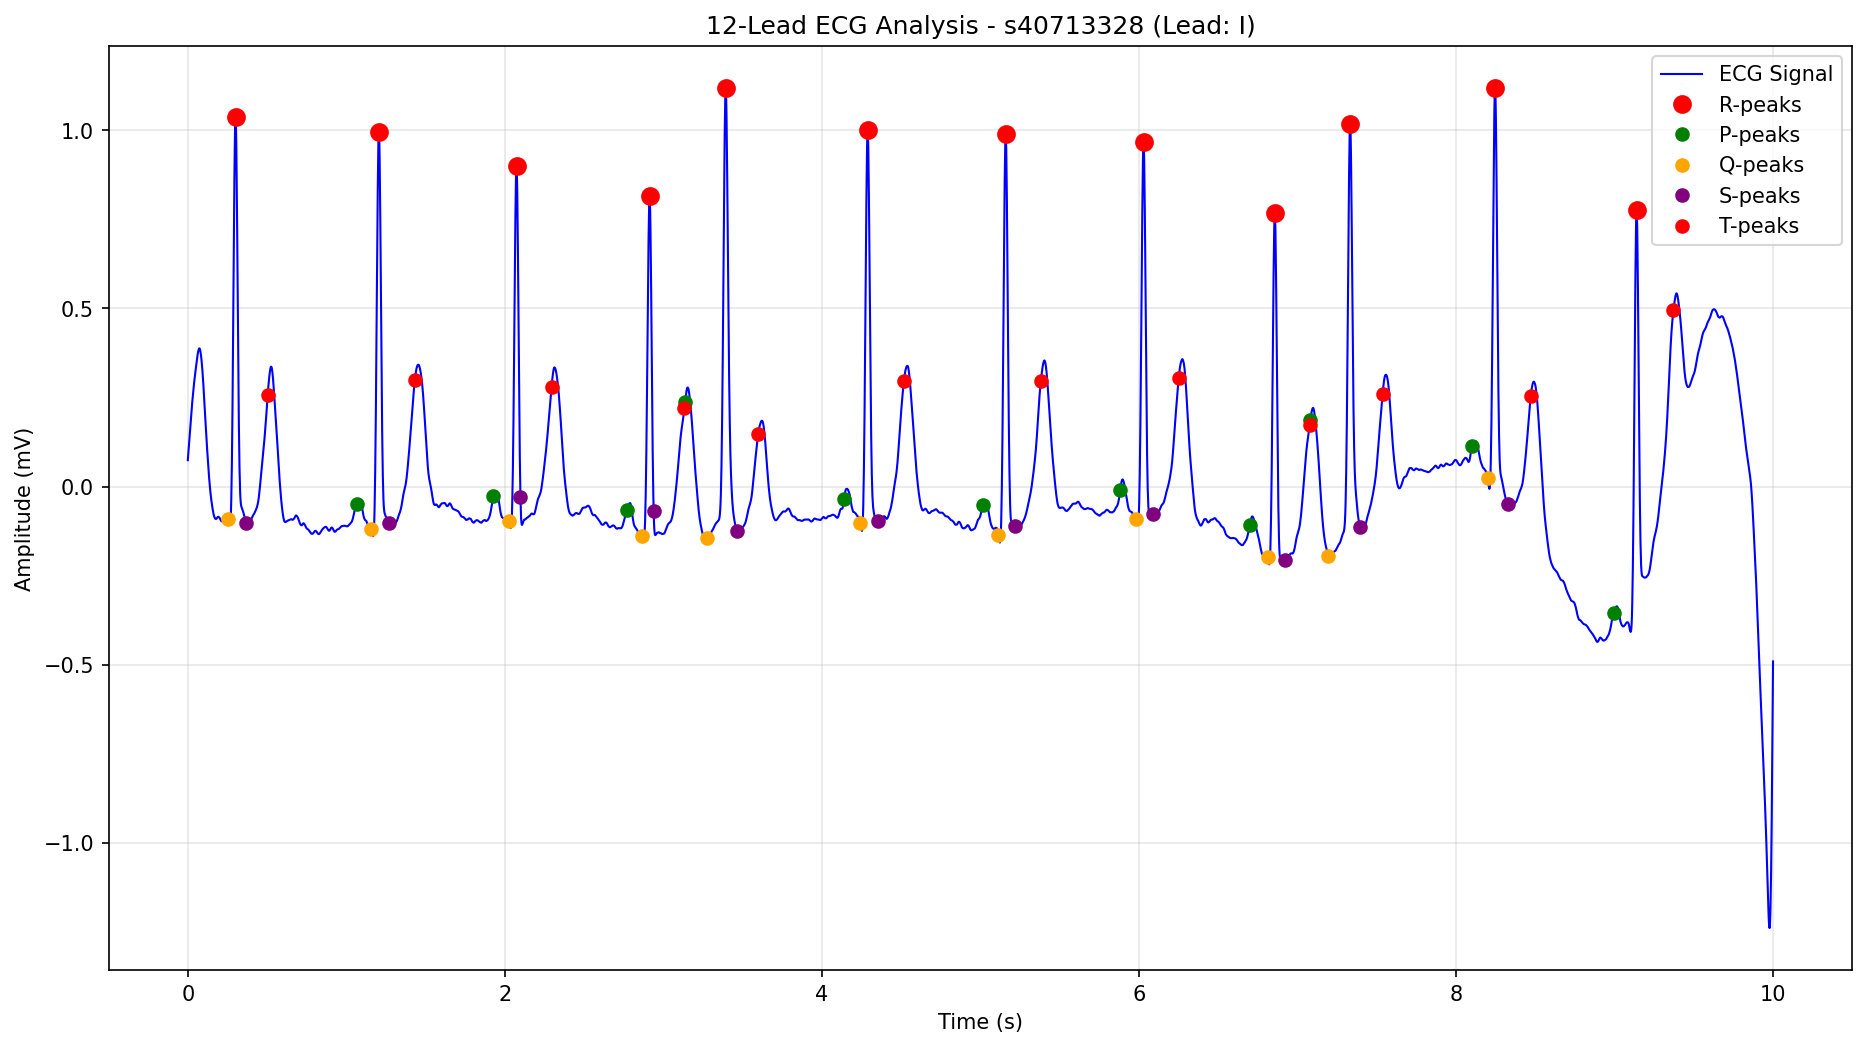 12-Lead ECG Analysis - s40713328 (Lead: I)
ECG Signal
R-peaks
P-peaks
Q-peaks
S-peaks
T-peaks
Amplitude (mV)
1.0
0.5
0.0
−0.5
−1.0
0 2 4 6 8 10
Time (s)